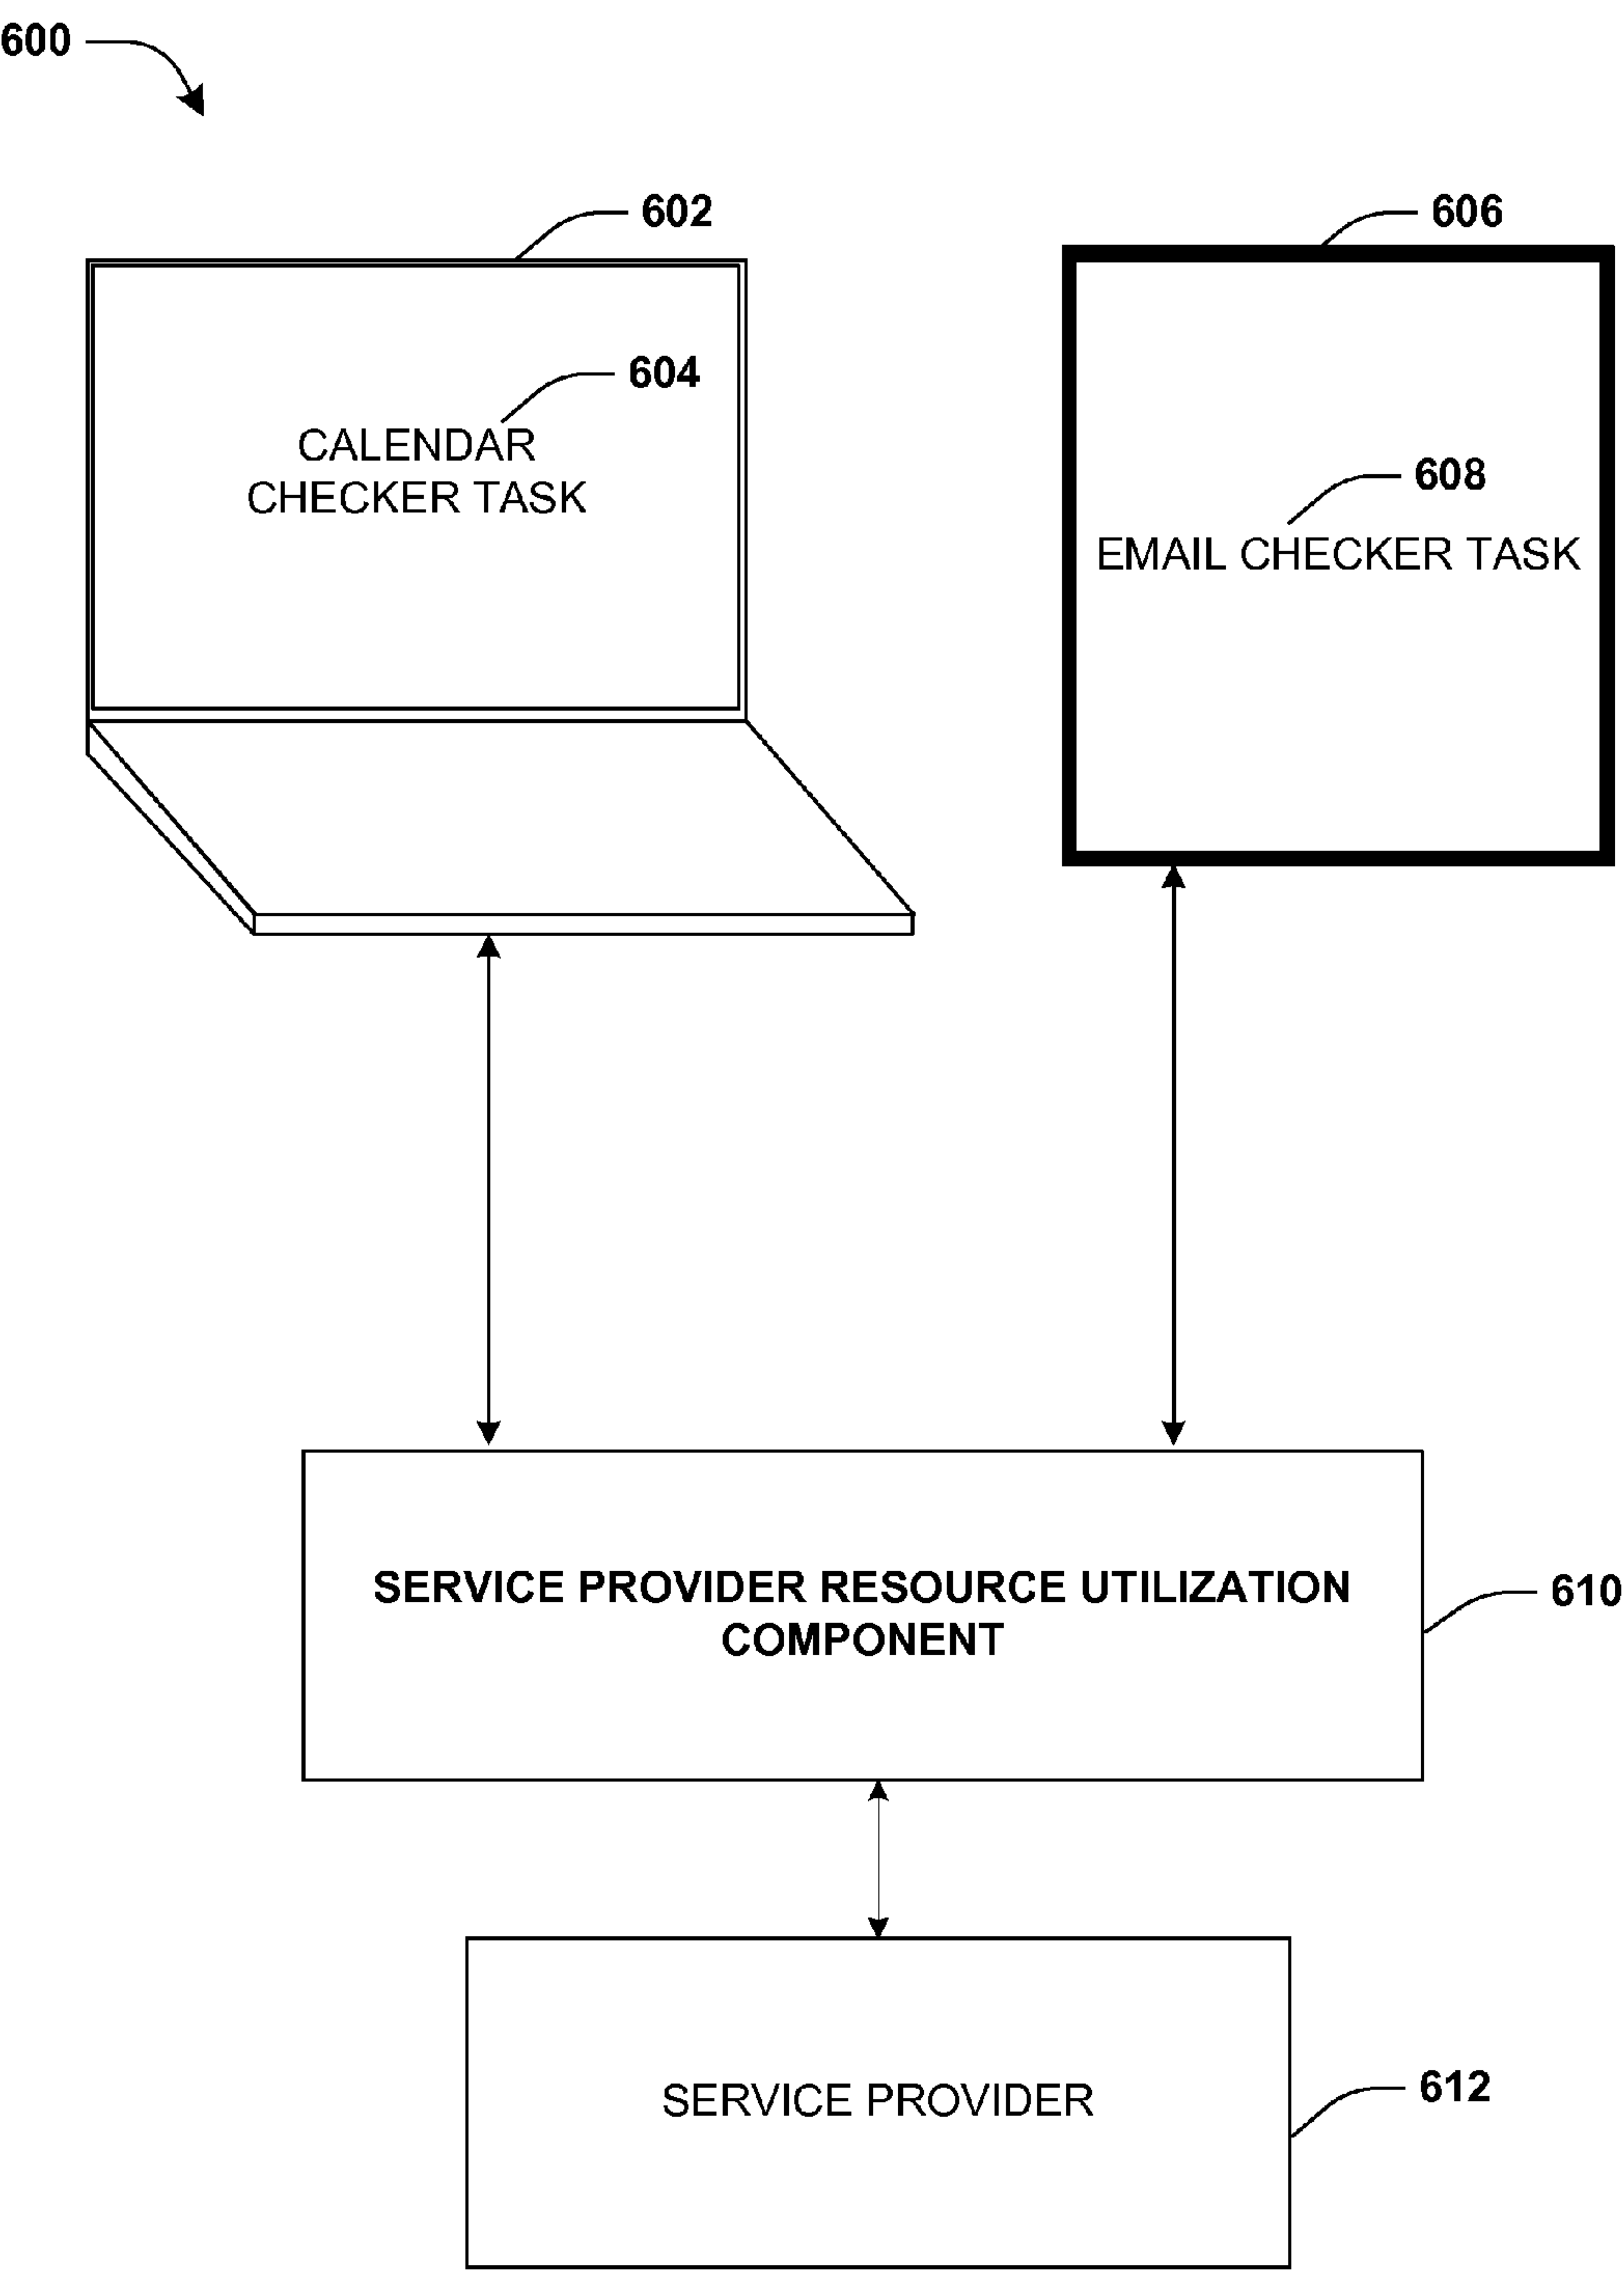 600
602
606
604
CALENDAR
CHECKER TASK
608
EMAIL CHECKER TASK
SERVICE PROVIDER RESOURCE UTILIZATION
COMPONENT
610
SERVICE PROVIDER
612